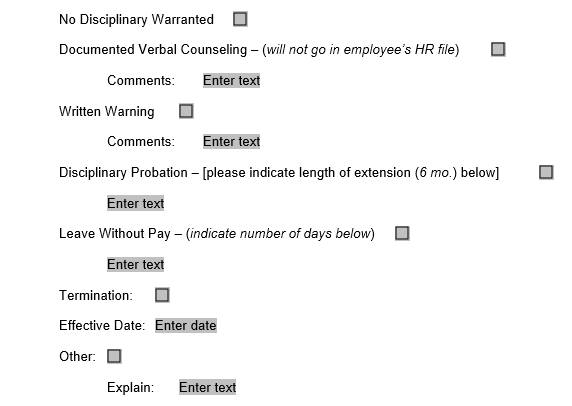 No Disciplinary Warranted
Documented Verbal Counseling – (will not go in employee's HR file)
Comments: Enter text
Written Warning
Comments: Enter text
Disciplinary Probation – [please indicate length of extension (6 mo.) below]
Enter text
Leave Without Pay – (indicate number of days below)
Enter text
Termination:
Effective Date: Enter date
Other:
Explain: Enter text